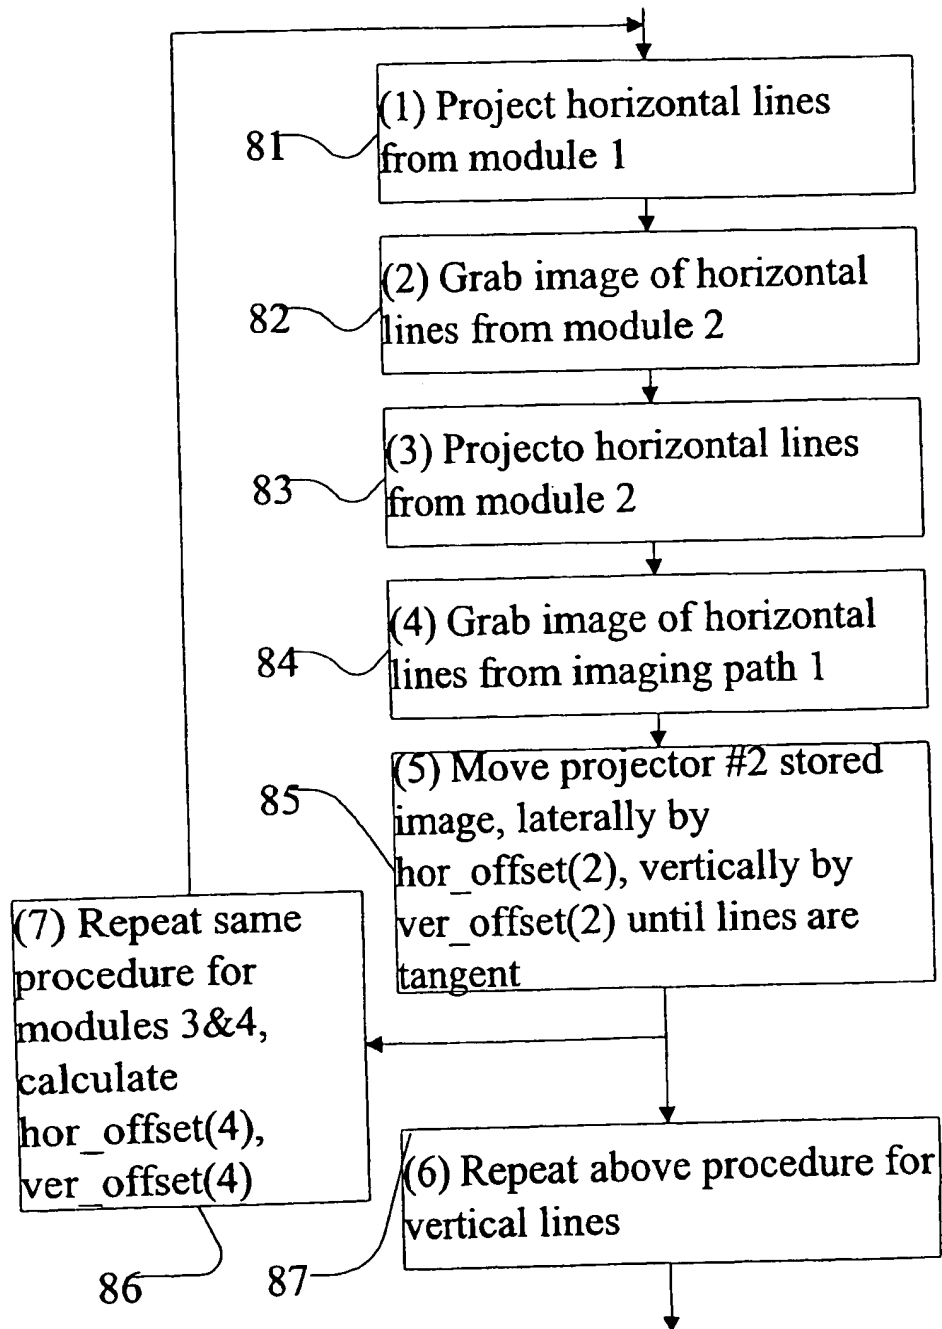 (1) Project horizontal lines
from module 1
81
(2) Grab image of horizontal
lines from module 2
82
(3) Projecto horizontal lines
from module 2
83
(4) Grab image of horizontal
lines from imaging path 1
84
(5) Move projector #2 stored
image, laterally by
hor_offset(2), vertically by
ver_offset(2) until lines are
tangent
85
(7) Repeat same
procedure for
modules 3&4,
calculate
hor_offset(4),
ver_offset(4)
86
(6) Repeat above procedure for
vertical lines
87